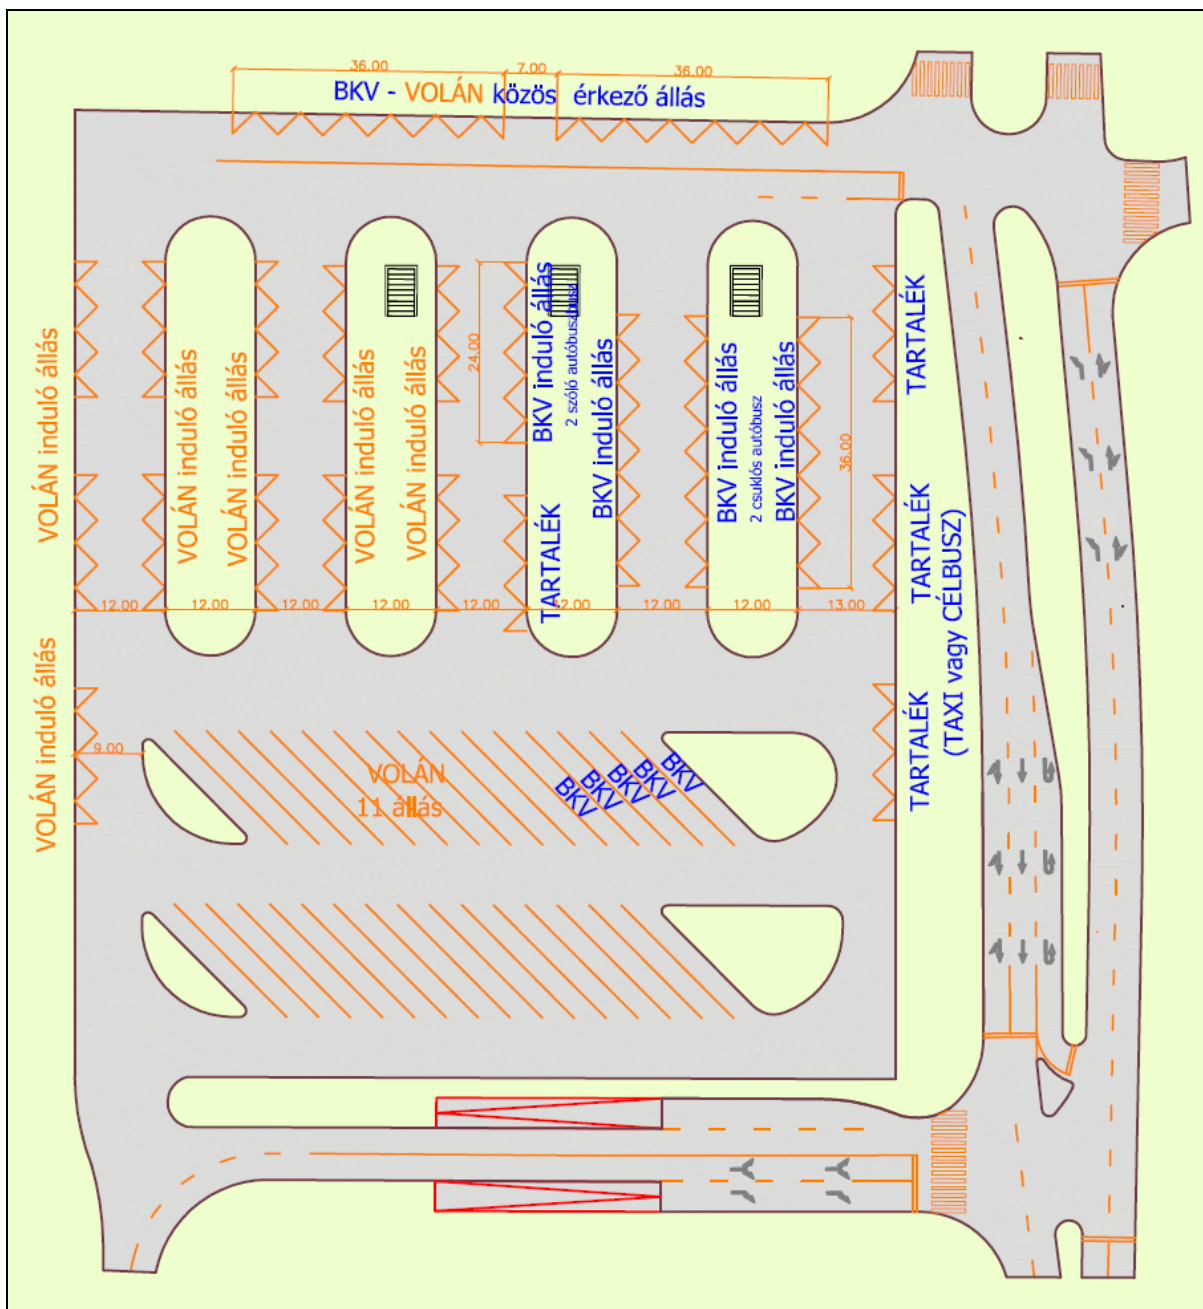 36.00
7.00
36.00
BKV - VOLÁN közös érkező állás
VOLÁN induló állás
VOLÁN induló állás
VOLÁN induló állás
VOLÁN induló állás
VOLÁN induló állás
24.00
BKV induló állás
2 szóló autóbusz
BKV induló állás
BKV induló állás
2 csuklós autóbusz
BKV induló állás
36.00
TARTALÉK
TARTALÉK
TARTALÉK
(TAXI vagy CÉLBUSZ)
12.00
12.00
12.00
12.00
12.00
12.00
12.00
12.00
13.00
VOLÁN induló állás
9.00
VOLÁN
11 állás
BKV
BKV
BKV
BKV
BKV
TARTALÉK